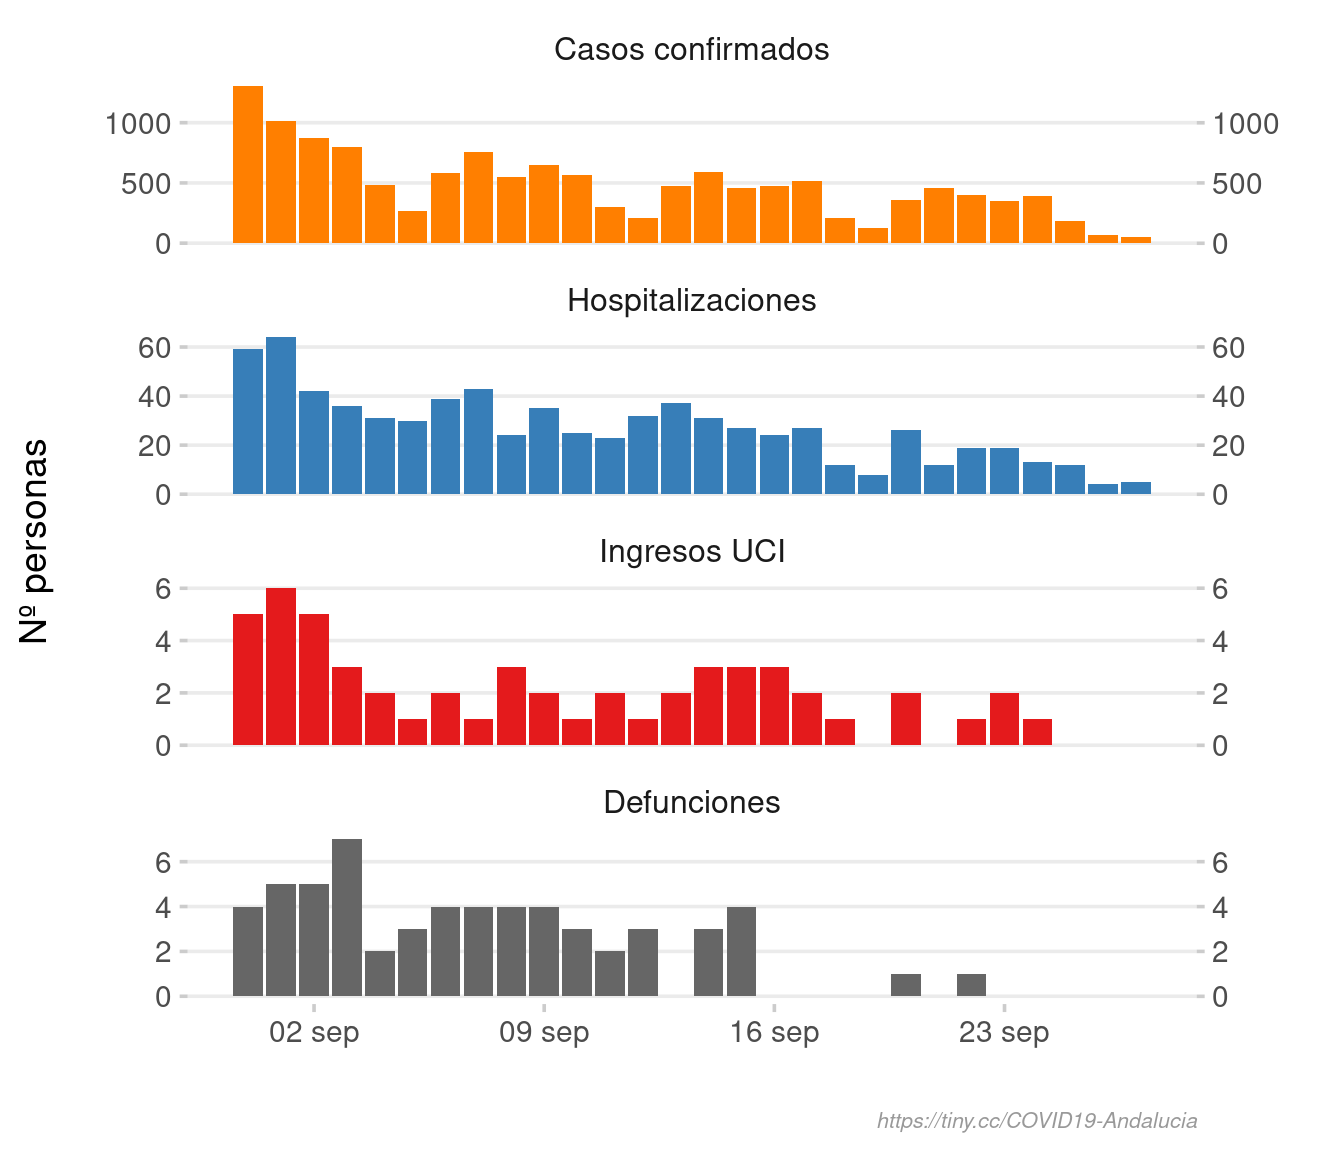 Casos confirmados
1000 1000
500 500
0 0
Hospitalizaciones
60 60
40 40
20 20
0 0
Nº personas
Ingresos UCI
6 6
4 4
2 2
0 0
Defunciones
6 6
4 4
2 2
0 0
02 sep 09 sep 16 sep 23 sep
https://tiny.cc/COVID19-Andalucia